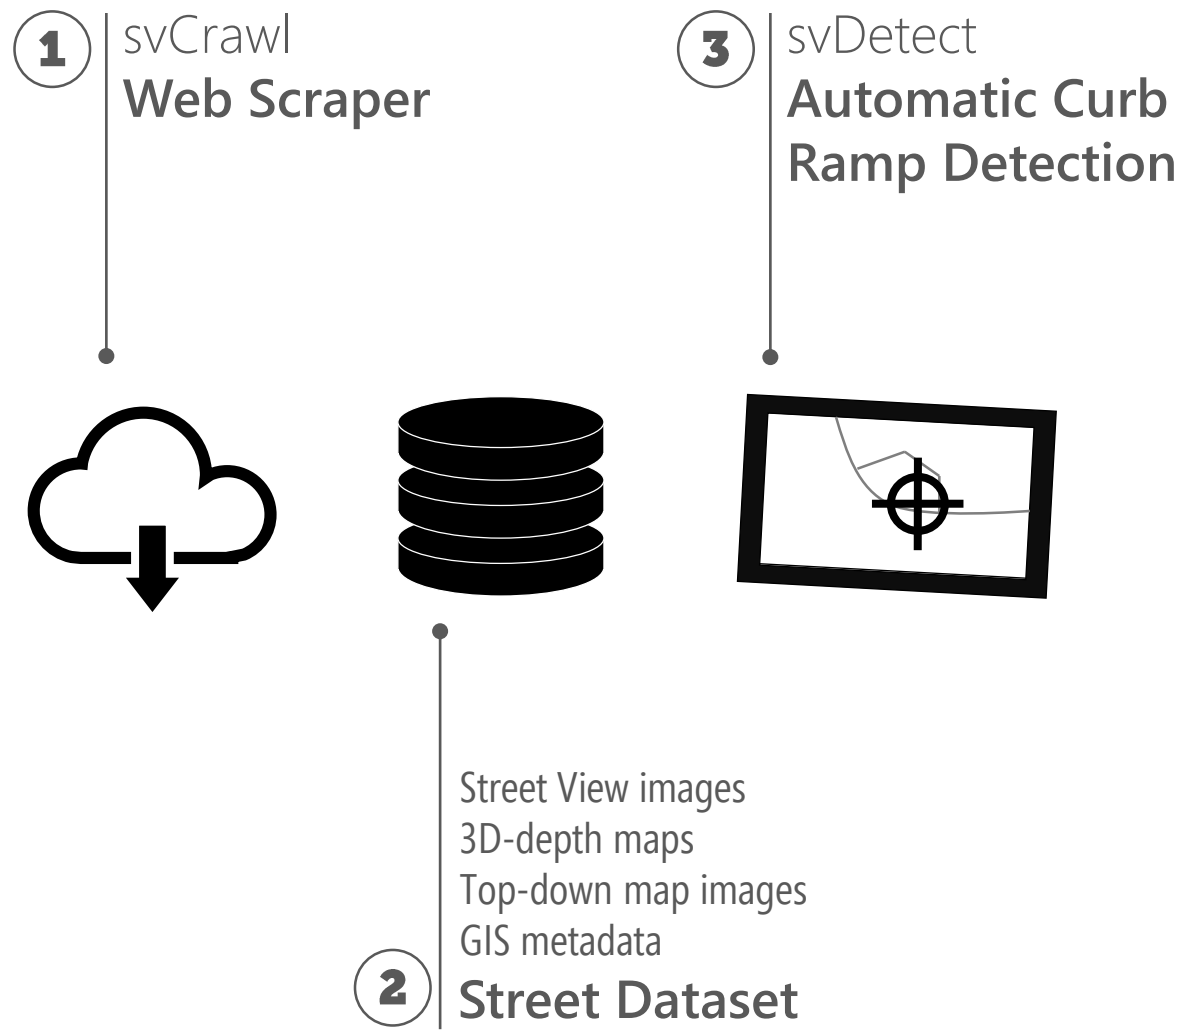 1
svCrawl
Web Scraper
3
svDetect
Automatic Curb
Ramp Detection
Street View images
3D-depth maps
Top-down map images
GIS metadata
2
Street Dataset